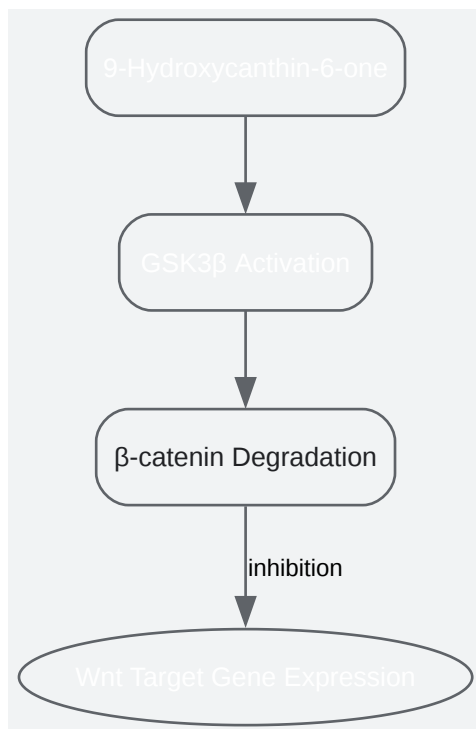 9-Hydroxycanthin-6-one
GSK3β Activation
β-catenin Degradation
inhibition
Wnt Target Gene Expression